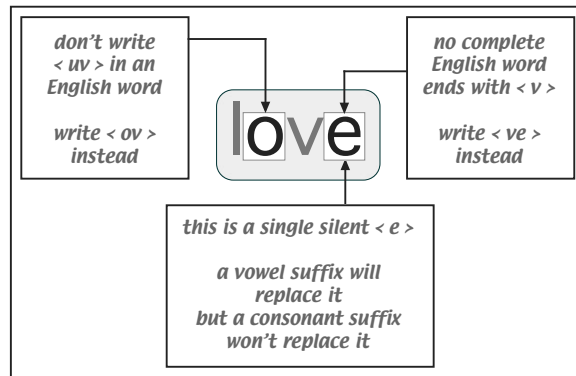 don't write
< uv > in an
English word
write < ov >
instead
no complete
English word
ends with < v >
write < ve >
instead
love
this is a single silent < e >
a vowel suffix will
replace it
but a consonant suffix
won't replace it